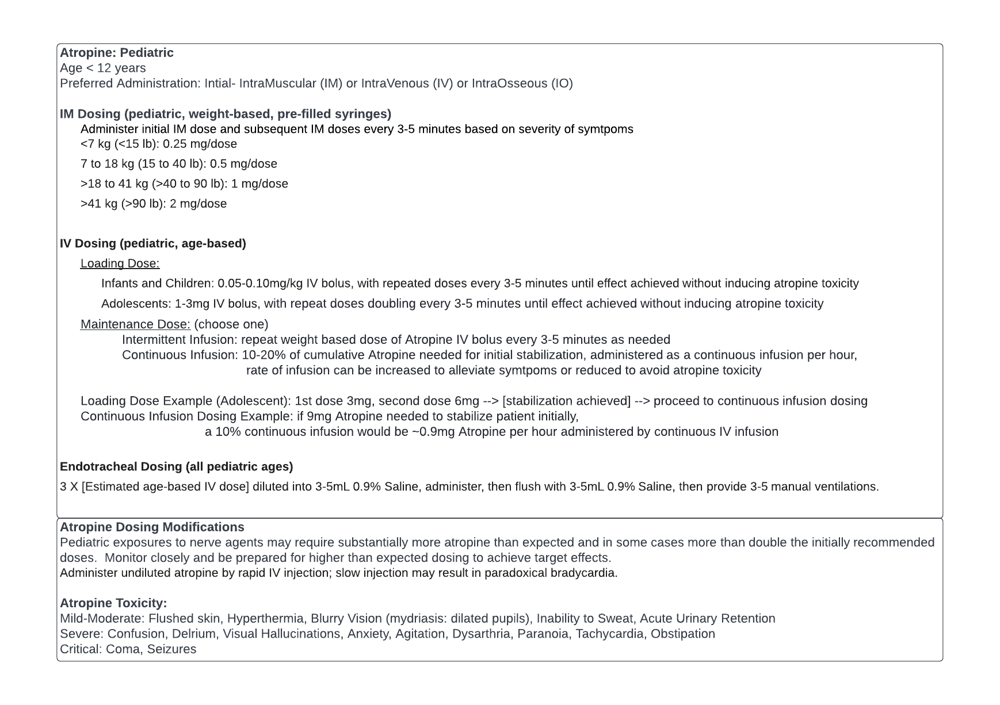 Atropine: Pediatric
Age < 12 years
Preferred Administration: Intial- IntraMuscular (IM) or IntraVenous (IV) or IntraOsseous (IO)
IM Dosing (pediatric, weight-based, pre-filled syringes)
Administer initial IM dose and subsequent IM doses every 3-5 minutes based on severity of symtpoms
<7 kg (<15 lb): 0.25 mg/dose
7 to 18 kg (15 to 40 lb): 0.5 mg/dose
>18 to 41 kg (>40 to 90 lb): 1 mg/dose
>41 kg (>90 lb): 2 mg/dose
IV Dosing (pediatric, age-based)
Loading Dose:
Infants and Children: 0.05-0.10mg/kg IV bolus, with repeated doses every 3-5 minutes until effect achieved without inducing atropine toxicity
Adolescents: 1-3mg IV bolus, with repeat doses doubling every 3-5 minutes until effect achieved without inducing atropine toxicity
Maintenance Dose: (choose one)
Intermittent Infusion: repeat weight based dose of Atropine IV bolus every 3-5 minutes as needed
Continuous Infusion: 10-20% of cumulative Atropine needed for initial stabilization, administered as a continuous infusion per hour,
rate of infusion can be increased to alleviate symtpoms or reduced to avoid atropine toxicity
Loading Dose Example (Adolescent): 1st dose 3mg, second dose 6mg --> [stabilization achieved] --> proceed to continuous infusion dosing
Continuous Infusion Dosing Example: if 9mg Atropine needed to stabilize patient initially,
a 10% continuous infusion would be ~0.9mg Atropine per hour administered by continuous IV infusion
Endotracheal Dosing (all pediatric ages)
3 X [Estimated age-based IV dose] diluted into 3-5mL 0.9% Saline, administer, then flush with 3-5mL 0.9% Saline, then provide 3-5 manual ventilations.
Atropine Dosing Modifications
Pediatric exposures to nerve agents may require substantially more atropine than expected and in some cases more than double the initially recommended
doses.  Monitor closely and be prepared for higher than expected dosing to achieve target effects.
Administer undiluted atropine by rapid IV injection; slow injection may result in paradoxical bradycardia.
Atropine Toxicity:
Mild-Moderate: Flushed skin, Hyperthermia, Blurry Vision (mydriasis: dilated pupils), Inability to Sweat, Acute Urinary Retention
Severe: Confusion, Delrium, Visual Hallucinations, Anxiety, Agitation, Dysarthria, Paranoia, Tachycardia, Obstipation
Critical: Coma, Seizures